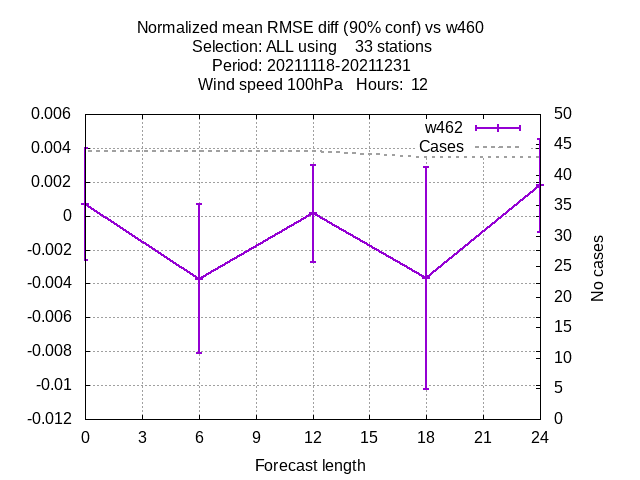 Normalized mean RMSE diff (90% conf) vs w460
Selection: ALL using    33 stations
Period: 20211118-20211231
Wind speed 100hPa   Hours:  12
w462
Cases
0.006
0.004
0.002
0
-0.002
-0.004
-0.006
-0.008
-0.01
-0.012
50
45
40
35
30
25
20
15
10
5
0
No cases
0 3 6 9 12 15 18 21 24
Forecast length